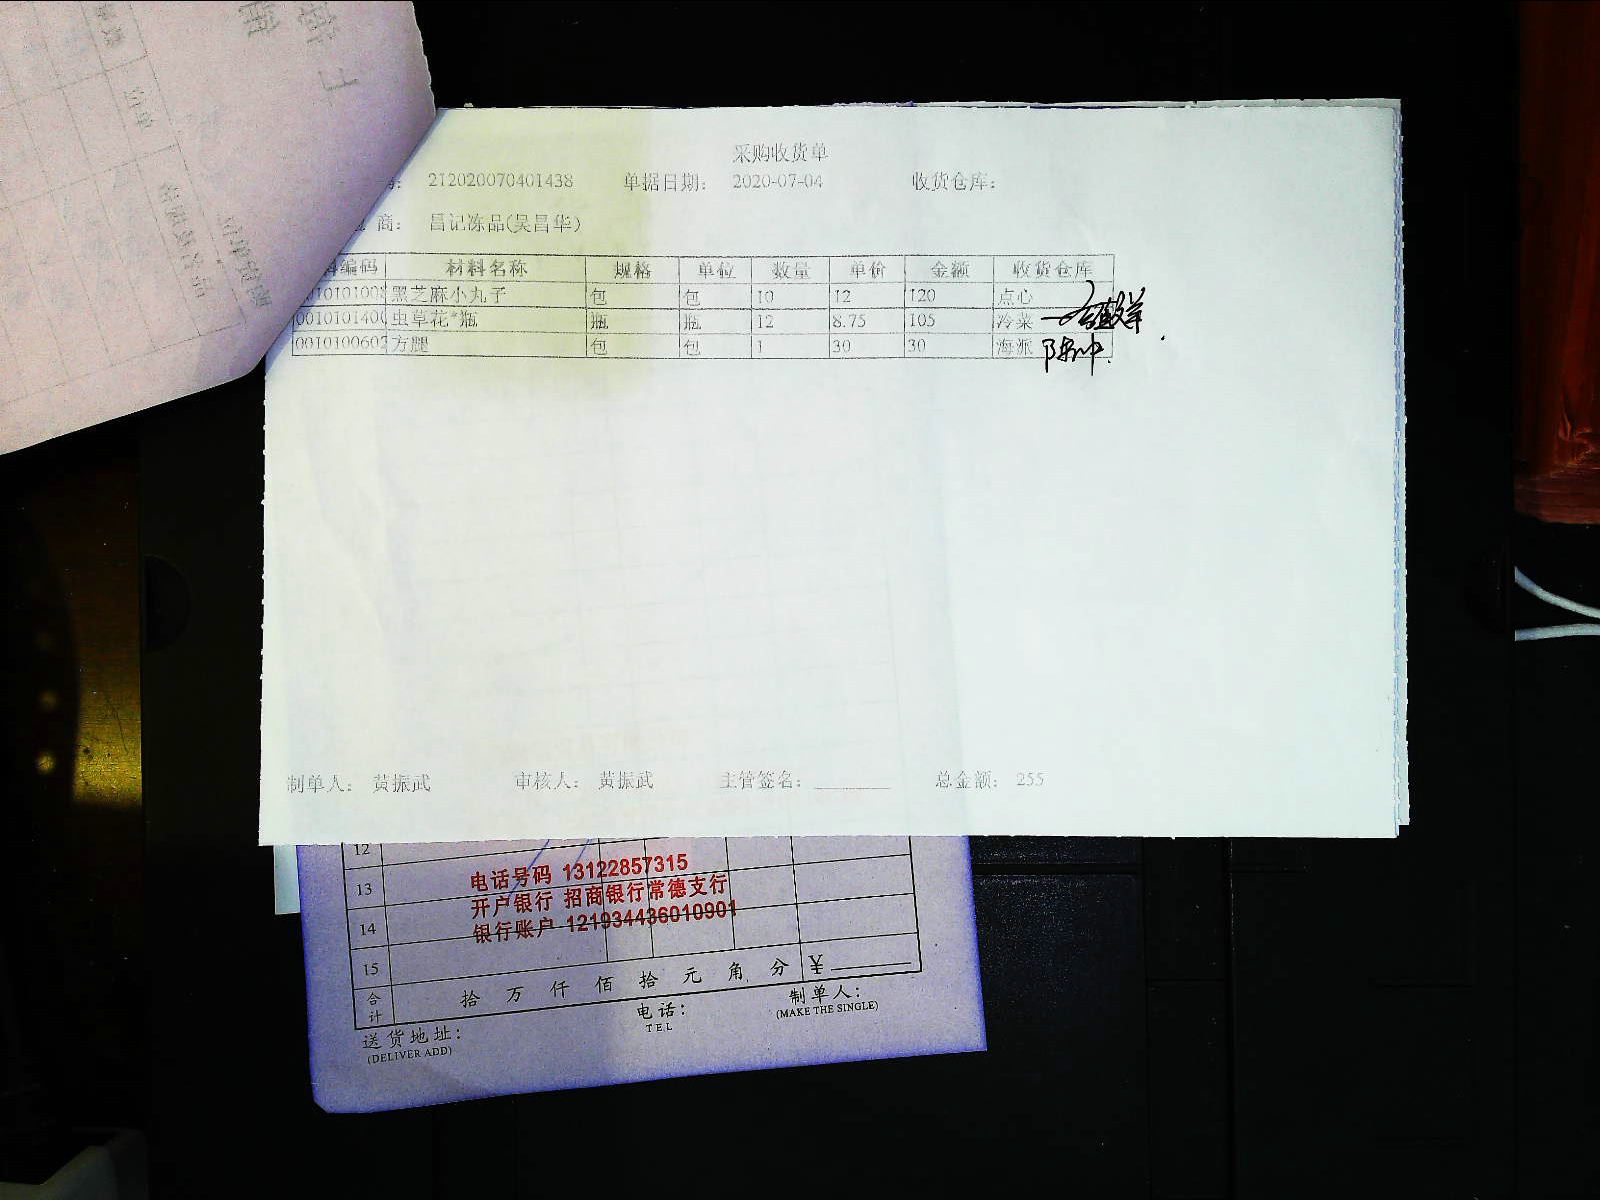 采购收货单
212020070401438 单据日期： 2020-07-04 收货仓库：
商： 昌记冻品(吴昌华)
编码 材料名称 规格 单位 数量 单价 金额 收货仓库
黑芝麻小丸子 包 包 10 12 120 点心
0010101400 虫草花*瓶 瓶 瓶 12 8.75 105 冷菜
0010100602 方腿 包 包 1 30 30 海派
制单人： 黄振武 审核人： 黄振武 主管签名：________ 总金额： 255
12
13
14
15
电话号码 13122857315
开户银行 招商银行常德支行
银行账户 121934436010901
合计 拾 万 仟 佰 拾 元 角 分 ¥
送货地址：
(DELIVER ADD)
电话：
TEL
制单人：
(MAKE THE SINGLE)